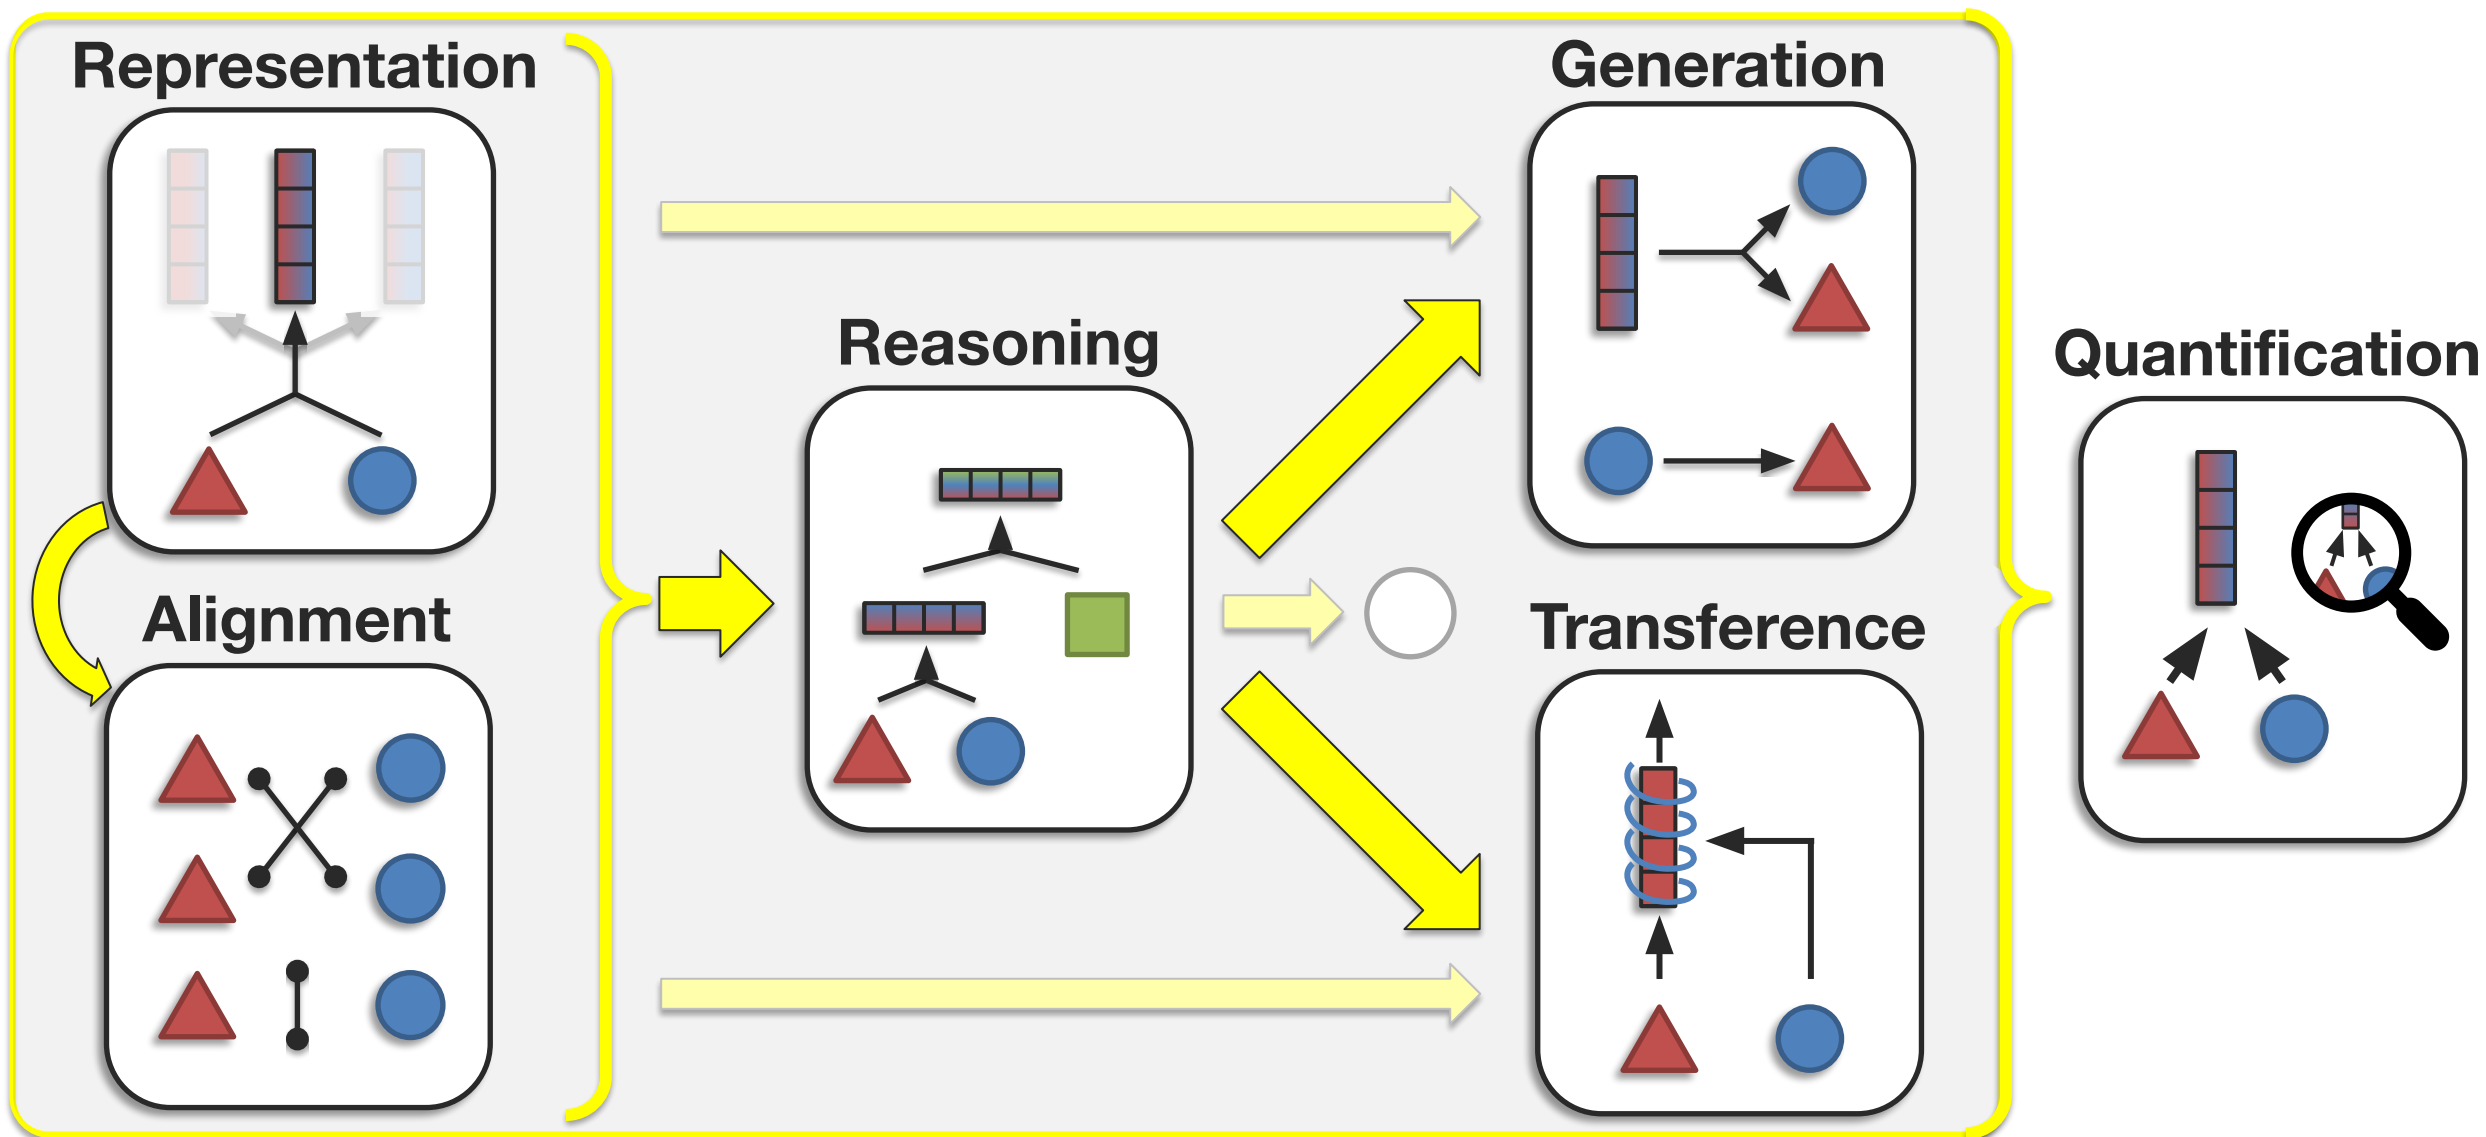 Representation
Alignment
Reasoning
Generation
Transference
Quantification